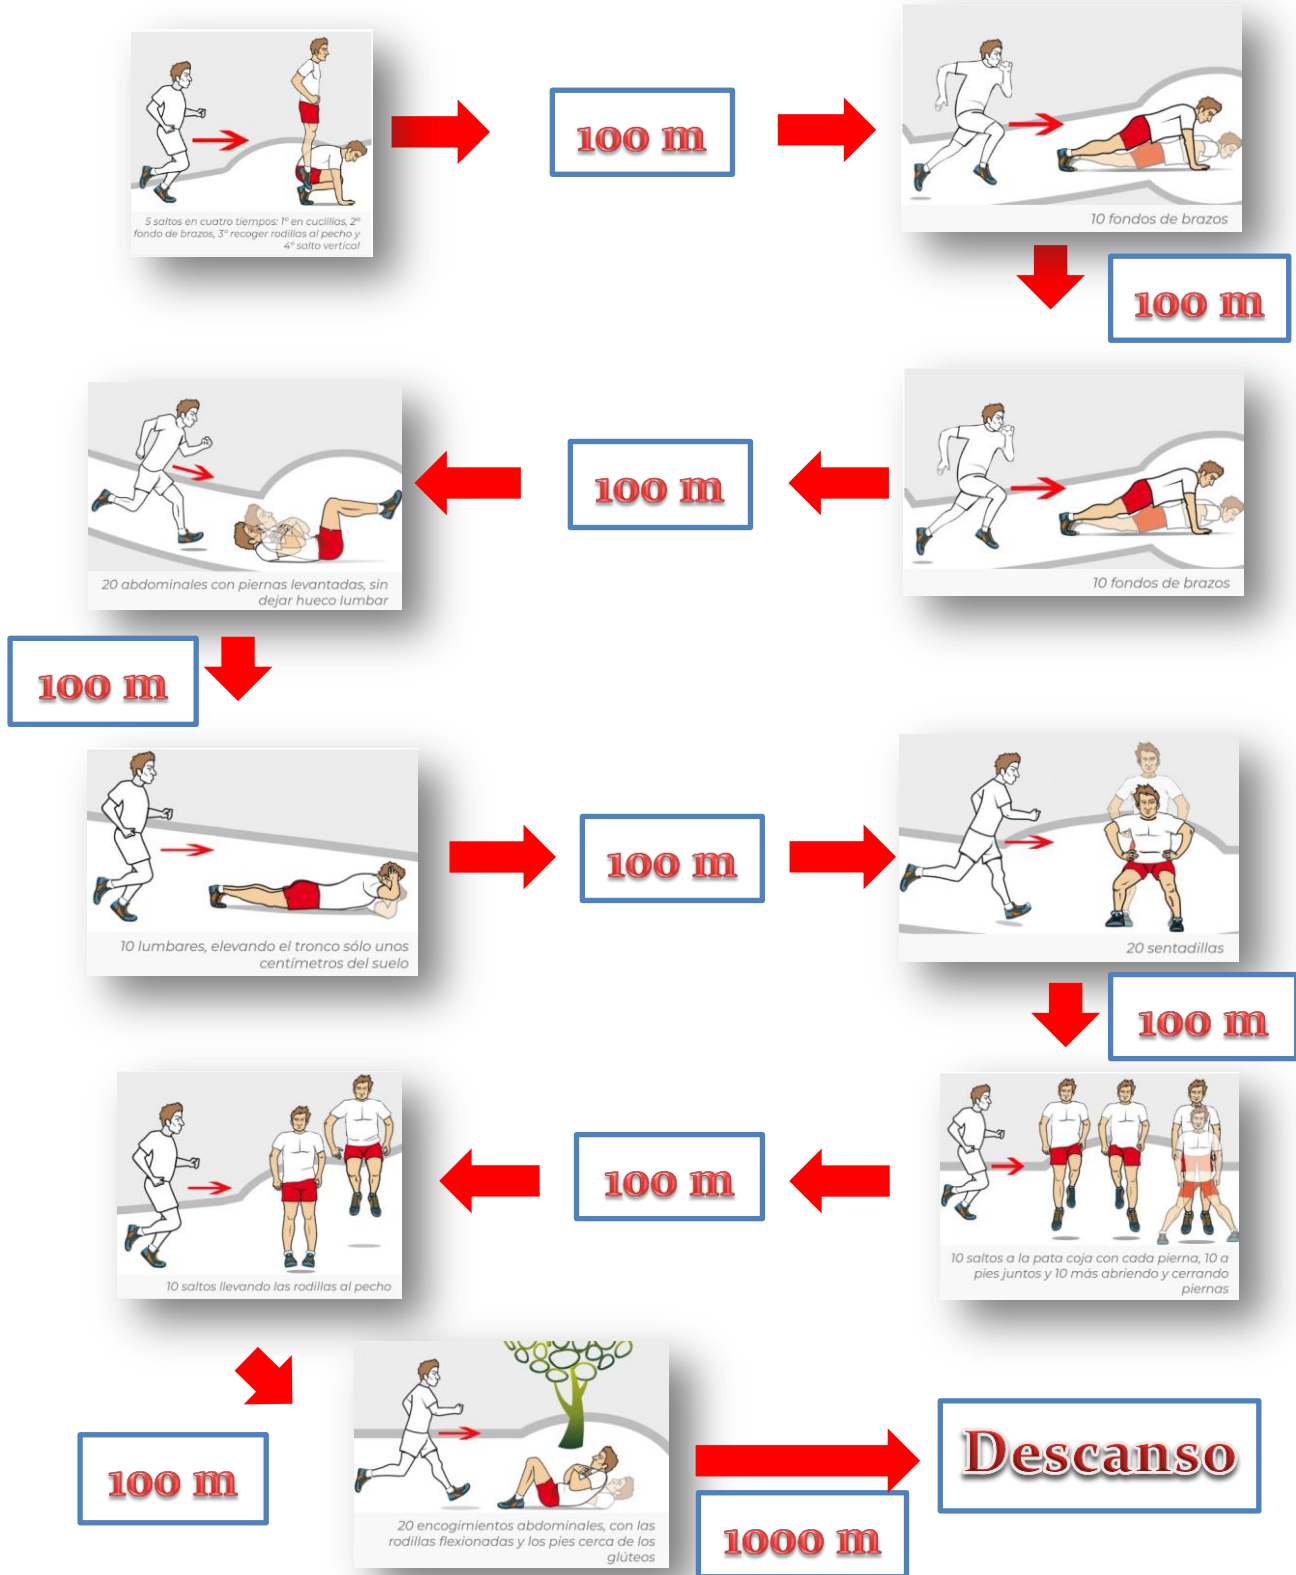 5 saltos en cuatro tiempos: 1º en cuclillas, 2º
fondo de brazos, 3º recoger rodillas al pecho y
4º salto vertical
100 m
10 fondos de brazos
100 m
10 fondos de brazos
100 m
20 abdominales con piernas levantadas, sin
dejar hueco lumbar
100 m
10 lumbares, elevando el tronco sólo unos
centímetros del suelo
100 m
20 sentadillas
100 m
10 saltos a la pata coja con cada pierna, 10 a
pies juntos y 10 más abriendo y cerrando
piernas
100 m
10 saltos llevando las rodillas al pecho
100 m
20 encogimientos abdominales, con las
rodillas flexionadas y los pies cerca de los
glúteos
1000 m
Descanso